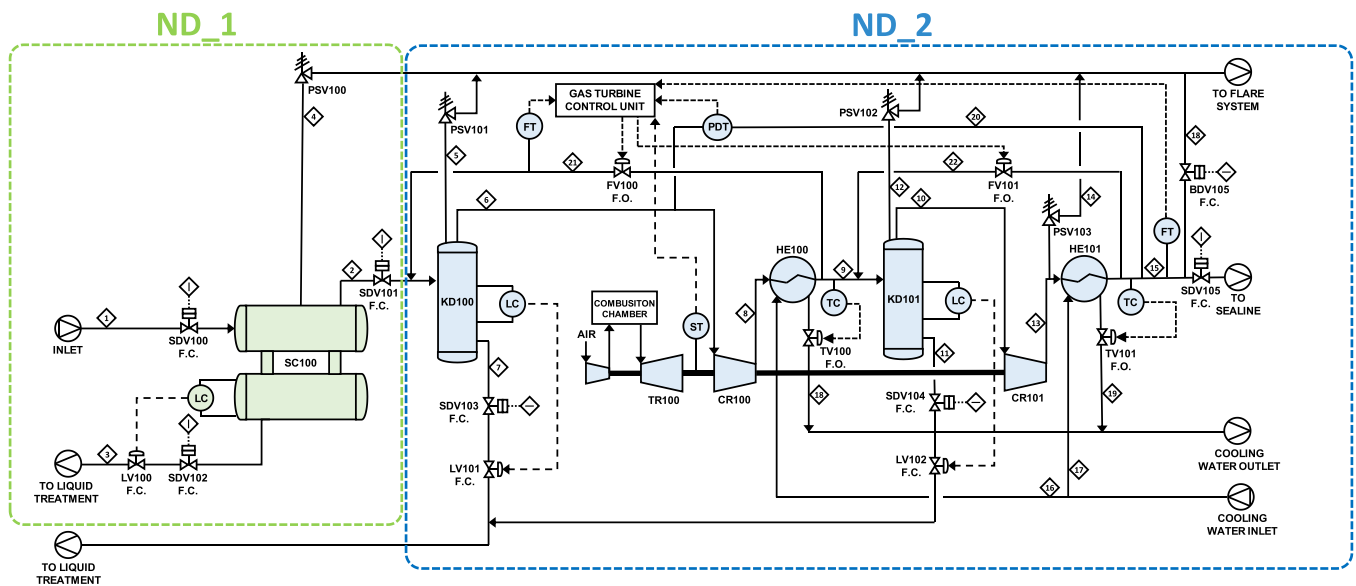 ND_1
ND_2
PSV100
4
GAS TURBINE
CONTROL UNIT
TO FLARE
SYSTEM
PSV101
FT
PDT
PSV102
20
18
5
21
FV100
F.O.
22
FV101
F.O.
BDV105
F.C.
12
10
14
6
PSV103
FT
2
SDV101
F.C.
HE100
9
HE101
15
SDV105
F.C.
TO
SEALINE
KD100
LC
TC
KD101
LC
TC
1
INLET
SDV100
F.C.
COMBUSITON
CHAMBER
AIR
ST
8
TV100
F.O.
11
13
TV101
F.O.
SC100
7
TR100
CR100
CR101
LC
SDV103
F.C.
18
SDV104
F.C.
19
3
LV100
F.C.
SDV102
F.C.
TO LIQUID
TREATMENT
LV101
F.C.
LV102
F.C.
17
16
COOLING
WATER OUTLET
COOLING
WATER INLET
TO LIQUID
TREATMENT